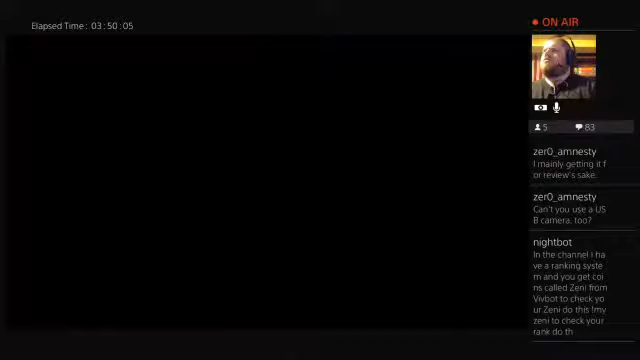 Elapsed Time : 03:50:05
ON AIR
5
83
zer0_amnesty
I mainly getting it f
or review's sake.
zer0_amnesty
Can't you use a US
B camera, too?
nightbot
In the channel I ha
ve a ranking syste
m and you get coi
ns called Zeni from
Vivbot to check yo
ur Zeni do this !my
zeni to check your
rank do th